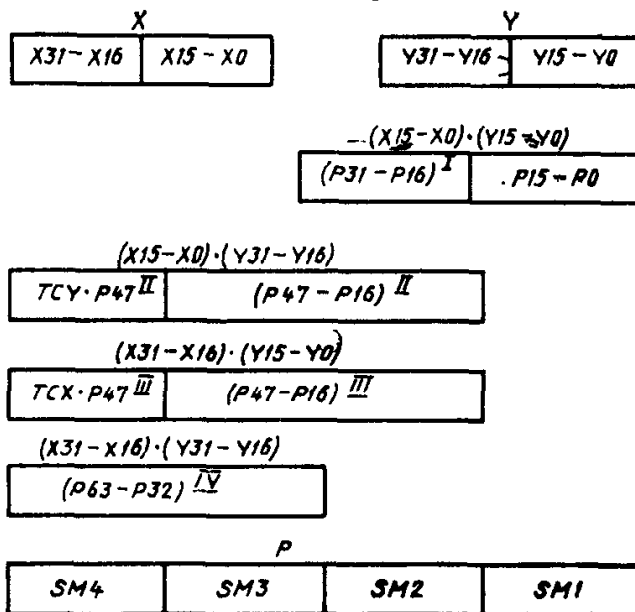 X Y
X31-X16 X15-X0 Y31-Y16 Y15-Y0
(X15-X0)·(Y15-Y0)
(P31-P16)^I P15-P0
(X15-X0)·(Y31-Y16)
TCY·P47^II (P47-P16)^II
(X31-X16)·(Y15-Y0)
TCX·P47^III (P47-P16)^III
(X31-X16)·(Y31-Y16)
(P63-P32)^IV
P
SM4 SM3 SM2 SM1